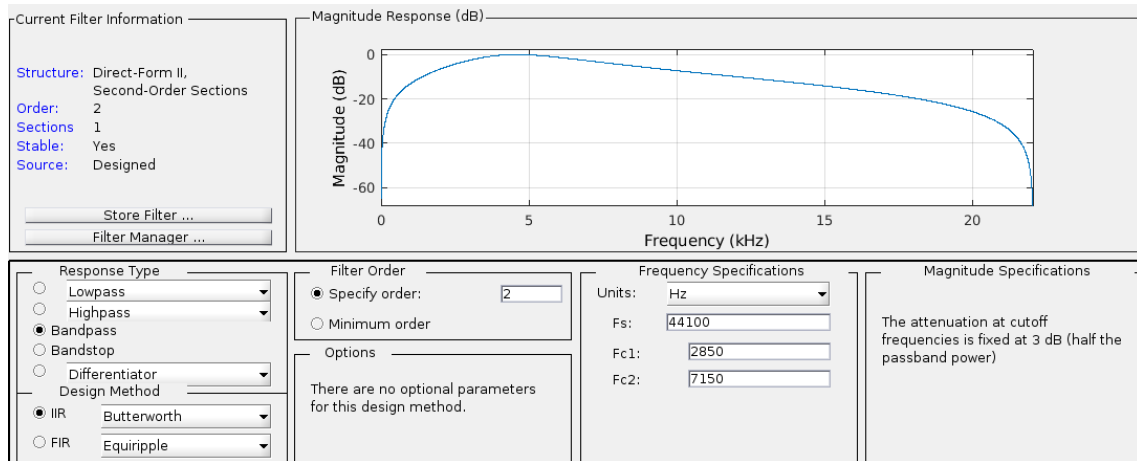 Current Filter Information
Structure: Direct-Form II,
Second-Order Sections
Order: 2
Sections 1
Stable: Yes
Source: Designed
Store Filter ...
Filter Manager ...
Magnitude Response (dB)
Magnitude (dB)
0
-20
-40
-60
0 5 10 15 20
Frequency (kHz)
Response Type
Lowpass
Highpass
Bandpass
Bandstop
Differentiator
Design Method
IIR Butterworth
FIR Equiripple
Filter Order
Specify order: 2
Minimum order
Options
There are no optional parameters
for this design method.
Frequency Specifications
Units: Hz
Fs: 44100
Fc1: 2850
Fc2: 7150
Magnitude Specifications
The attenuation at cutoff
frequencies is fixed at 3 dB (half the
passband power)